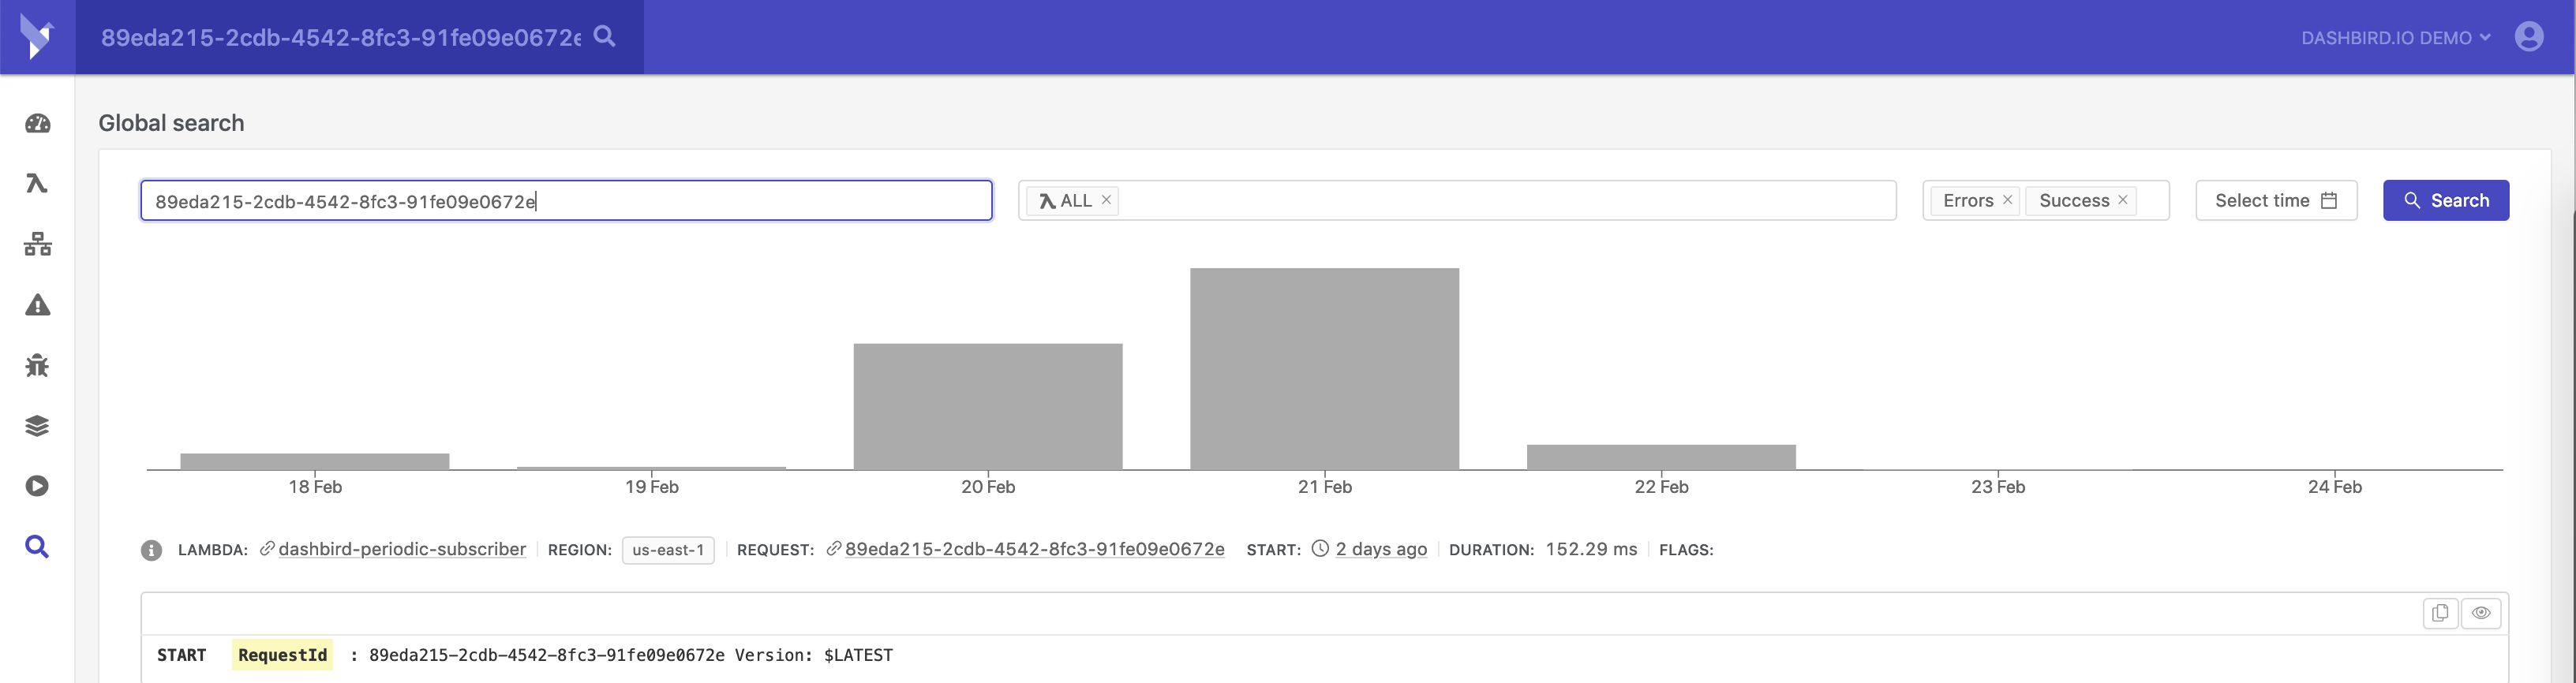 89eda215-2cdb-4542-8fc3-91fe09e0672e
DASHBIRD.IO DEMO
Global search
89eda215-2cdb-4542-8fc3-91fe09e0672e
ALL × Errors × Success × Select time Search
18 Feb 19 Feb 20 Feb 21 Feb 22 Feb 23 Feb 24 Feb
LAMBDA: dashbird-periodic-subscriber REGION: us-east-1 REQUEST: 89eda215-2cdb-4542-8fc3-91fe09e0672e START: 2 days ago DURATION: 152.29 ms FLAGS:
START RequestId : 89eda215-2cdb-4542-8fc3-91fe09e0672e Version: $LATEST